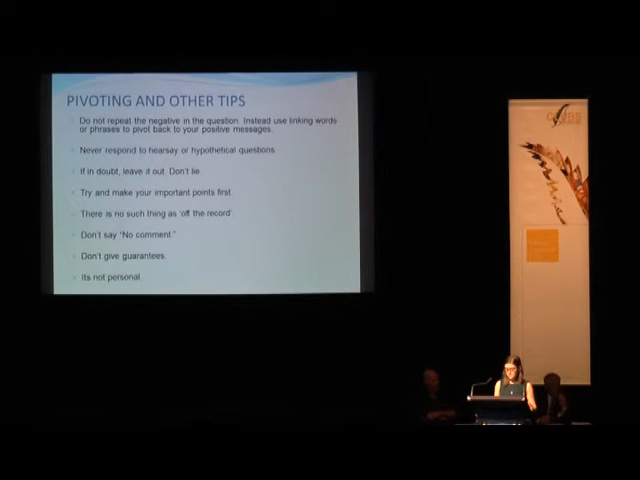 PIVOTING AND OTHER TIPS
Do not repeat the negative in the question. Instead use linking words
or phrases to pivot back to your positive messages.
Never respond to hearsay or hypothetical questions.
If in doubt, leave it out. Don't lie.
Try and make your important points first.
There is no such thing as 'off the record'.
Don't say "No comment."
Don't give guarantees.
Its not personal.